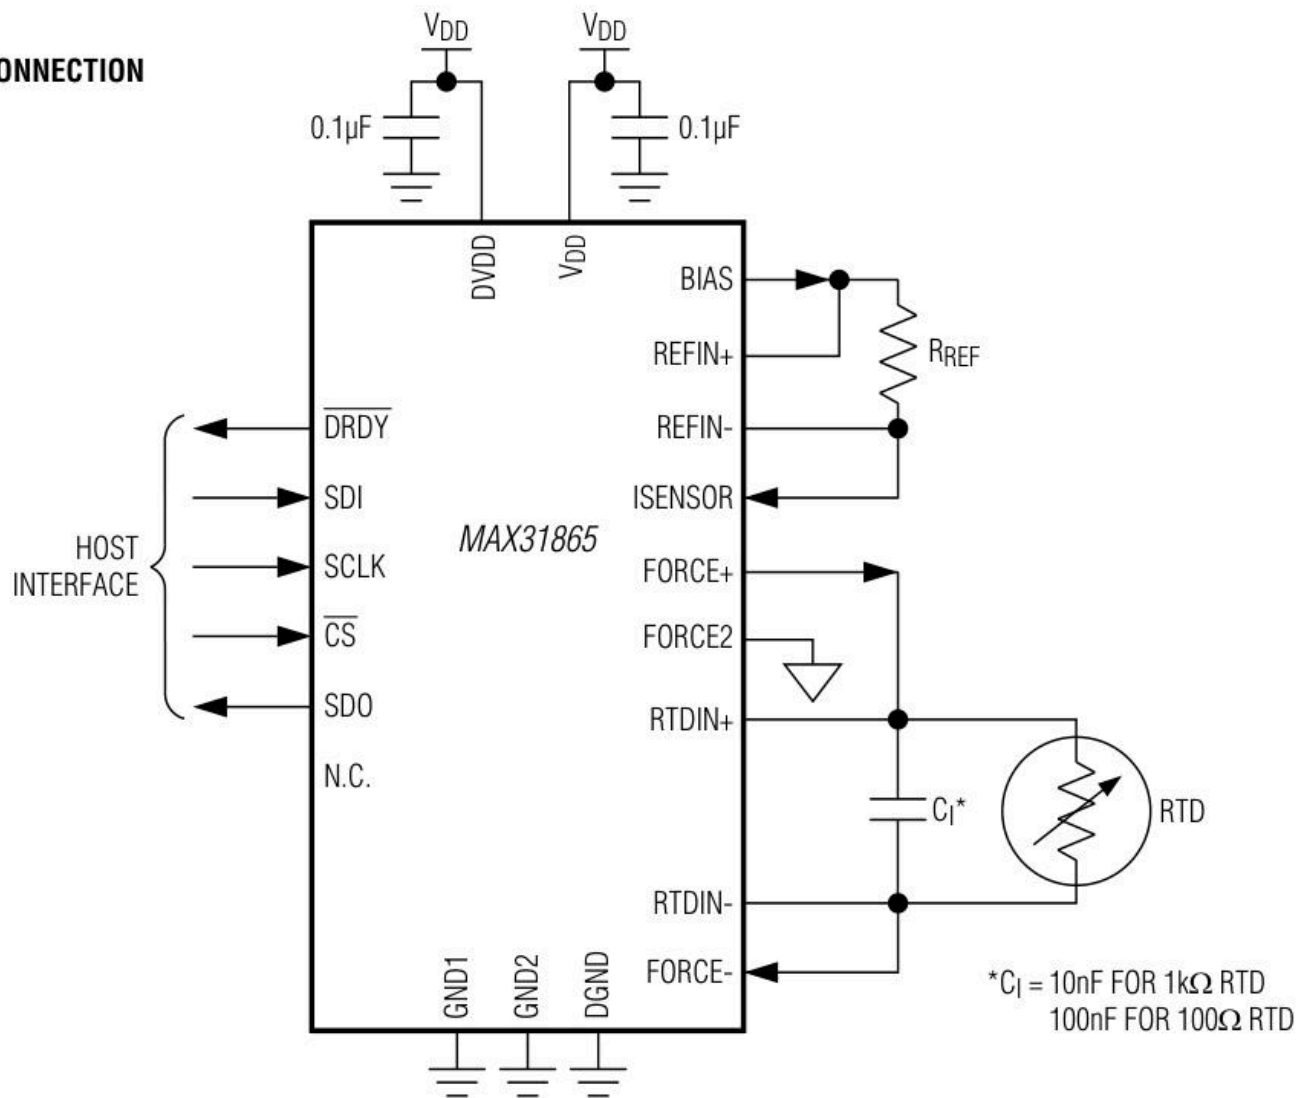 VDD
VDD
ONNECTION
0.1µF
0.1µF
DVDD
VDD
BIAS
REFIN+
RREF
DRDY
REFIN-
SDI
ISENSOR
MAX31865
HOST
INTERFACE
SCLK
FORCE+
CS
FORCE2
SDO
RTDIN+
N.C.
CI*
RTD
RTDIN-
GND1
GND2
DGND
FORCE-
*CI = 10nF FOR 1kΩ RTD
100nF FOR 100Ω RTD